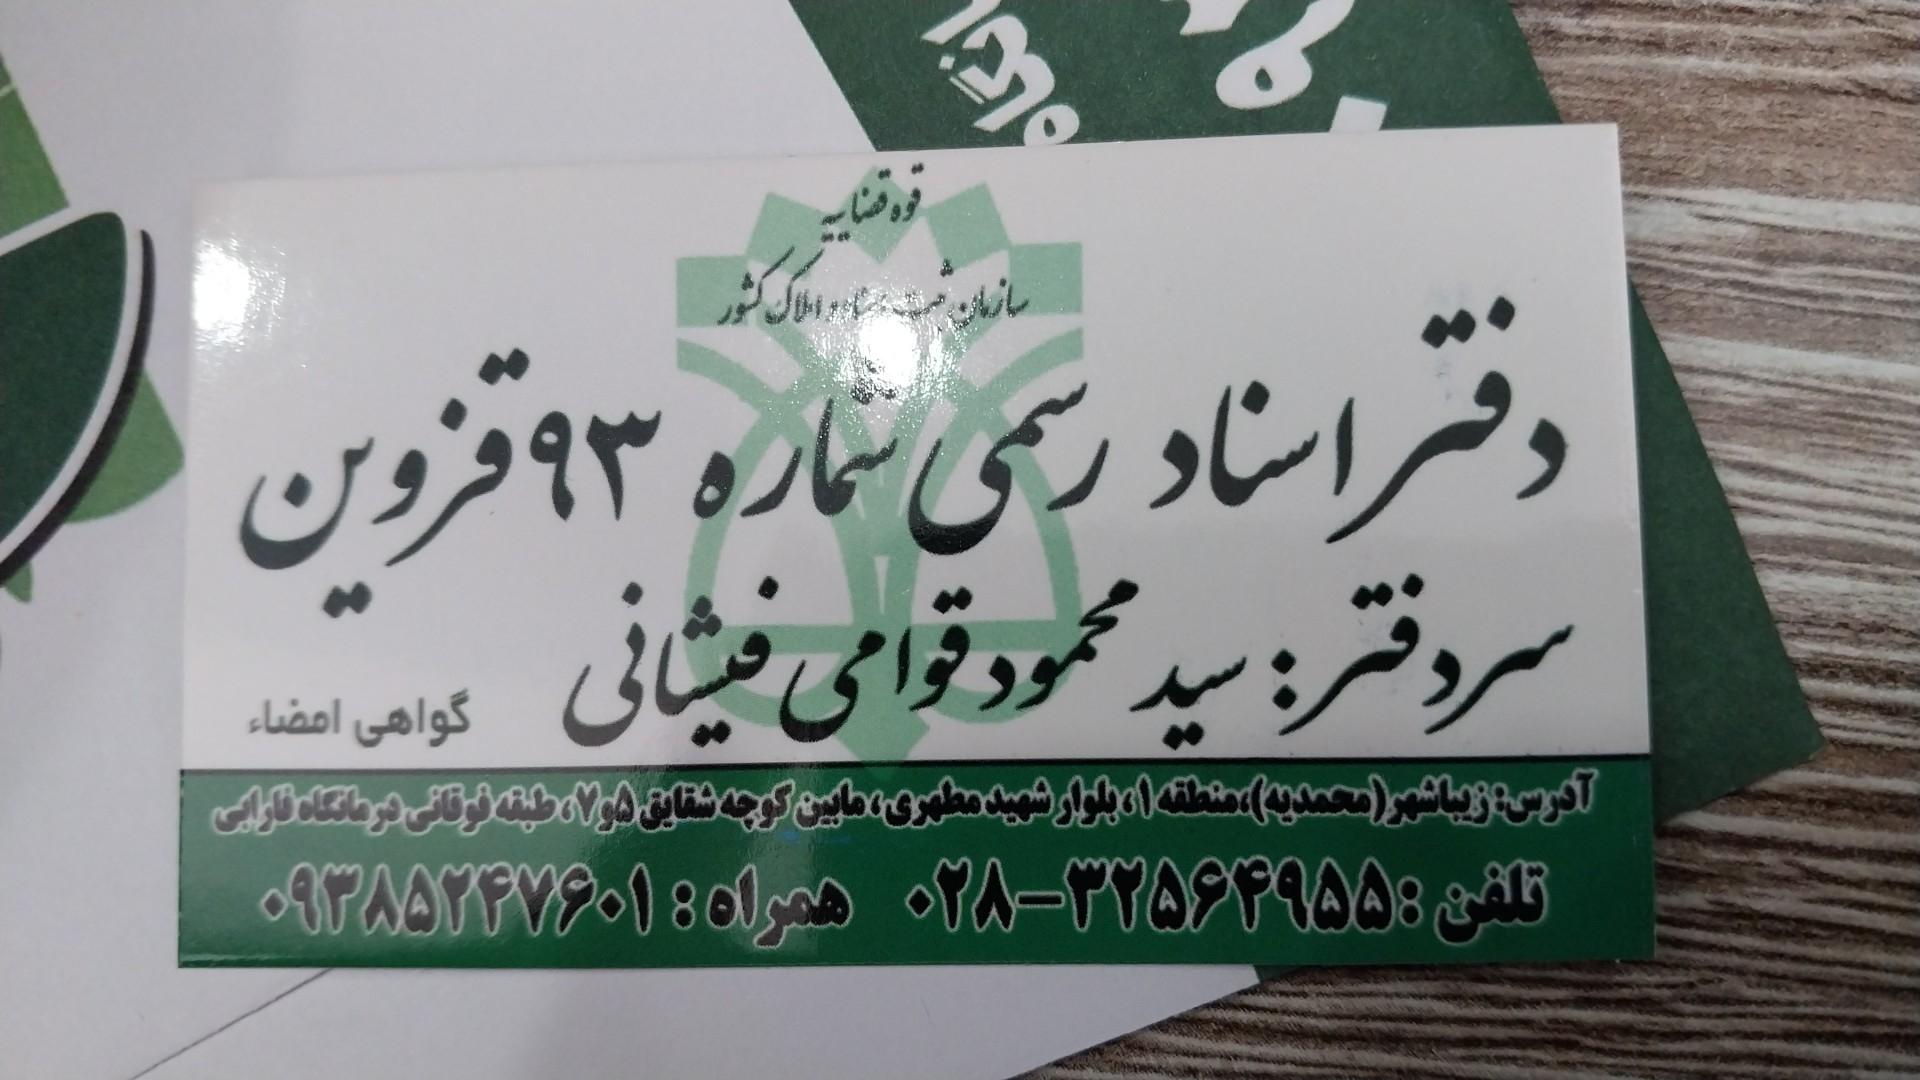 قوه قضاییه
سازمان ثبت اسناد و املاک کشور
دفتر اسناد رسمی شماره ۹۳ قزوین
سردفتر: سید محمود قوامی فیشانی
گواهی امضاء
آدرس: زیباشهر(محمدیه)،منطقه ۱، بلوار شهید مطهری، مابین کوچه شقایق ۵و۷، طبقه فوقانی درمانگاه فارابی
تلفن: ۰۲۸-۳۲۵۶۴۹۵۵ همراه: ۰۹۳۸۵۲۴۷۶۰۱